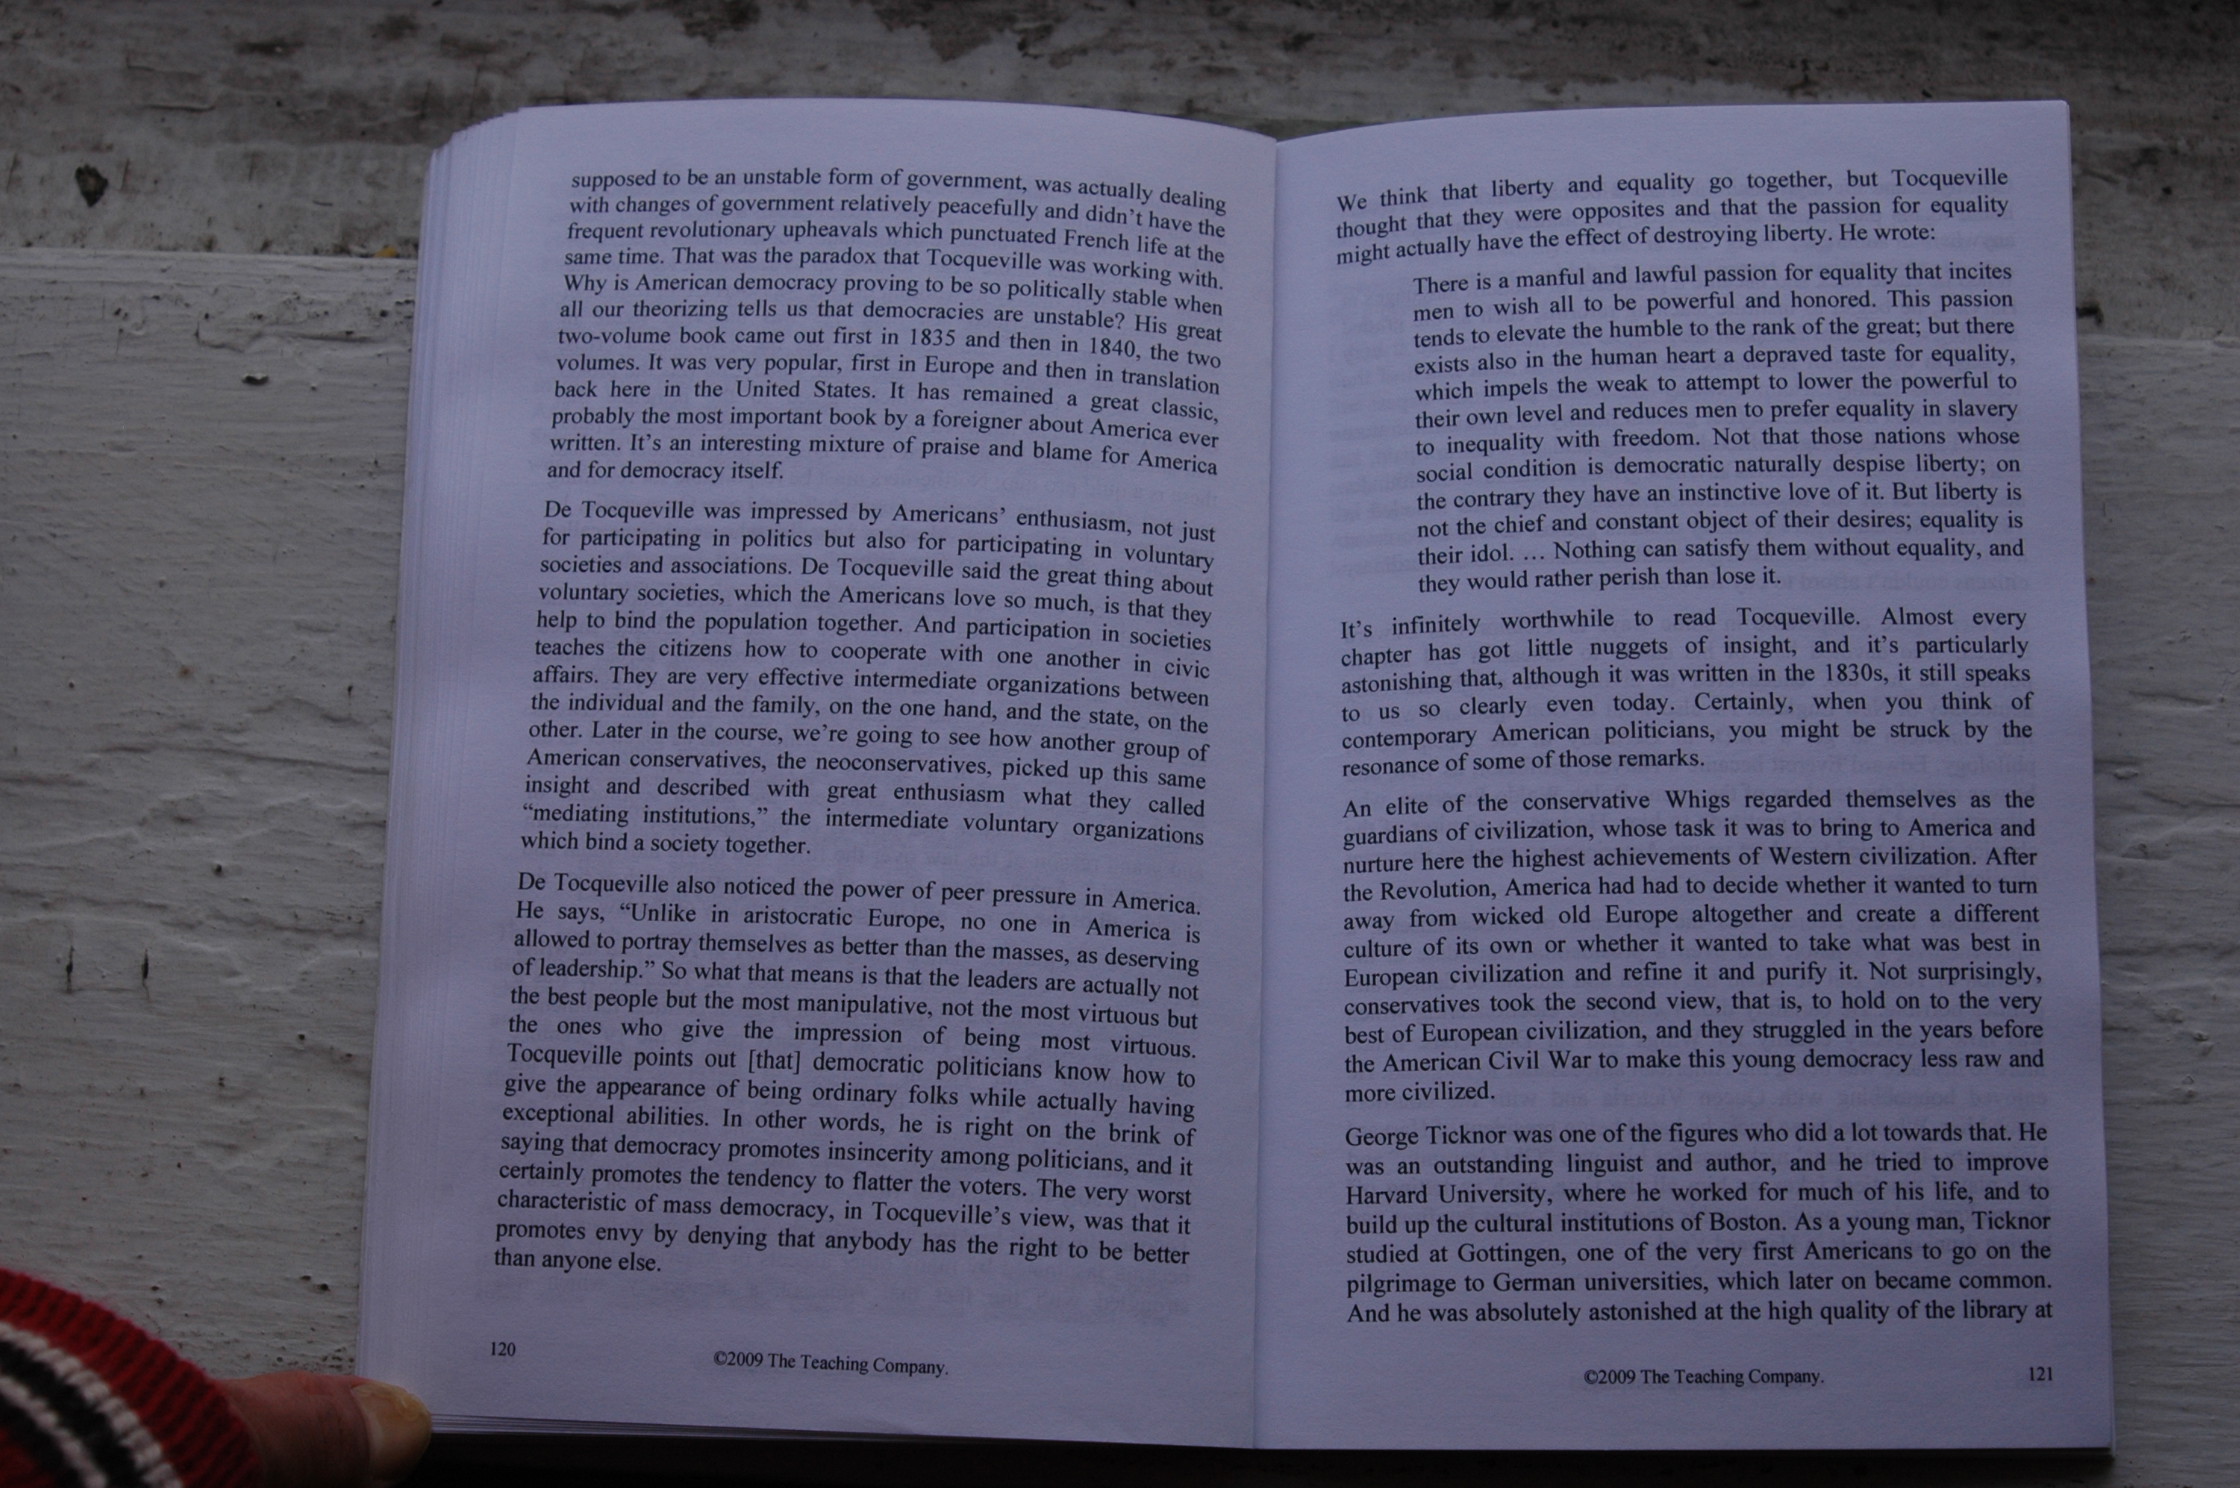 supposed to be an unstable form of government, was actually dealing
with changes of government relatively peacefully and didn't have the
frequent revolutionary upheavals which punctuated French life at the
same time. That was the paradox that Tocqueville was working with.
Why is American democracy proving to be so politically stable when
all our theorizing tells us that democracies are unstable? His great
two-volume book came out first in 1835 and then in 1840, the two
volumes. It was very popular, first in Europe and then in translation
back here in the United States. It has remained a great classic,
probably the most important book by a foreigner about America ever
written. It's an interesting mixture of praise and blame for America
and for democracy itself.
De Tocqueville was impressed by Americans' enthusiasm, not just
for participating in politics but also for participating in voluntary
societies and associations. De Tocqueville said the great thing about
voluntary societies, which the Americans love so much, is that they
help to bind the population together. And participation in societies
teaches the citizens how to cooperate with one another in civic
affairs. They are very effective intermediate organizations between
the individual and the family, on the one hand, and the state, on the
other. Later in the course, we're going to see how another group of
American conservatives, the neoconservatives, picked up this same
insight and described with great enthusiasm what they called
“mediating institutions,” the intermediate voluntary organizations
which bind a society together.
De Tocqueville also noticed the power of peer pressure in America.
He says, “Unlike in aristocratic Europe, no one in America is
allowed to portray themselves as better than the masses, as deserving
of leadership.” So what that means is that the leaders are actually not
the best people but the most manipulative, not the most virtuous but
the ones who give the impression of being most virtuous.
Tocqueville points out [that] democratic politicians know how to
give the appearance of being ordinary folks while actually having
exceptional abilities. In other words, he is right on the brink of
saying that democracy promotes insincerity among politicians, and it
certainly promotes the tendency to flatter the voters. The very worst
characteristic of mass democracy, in Tocqueville's view, was that it
promotes envy by denying that anybody has the right to be better
than anyone else.
120
©2009 The Teaching Company.
We think that liberty and equality go together, but Tocqueville
thought that they were opposites and that the passion for equality
might actually have the effect of destroying liberty. He wrote:
There is a manful and lawful passion for equality that incites
men to wish all to be powerful and honored. This passion
tends to elevate the humble to the rank of the great; but there
exists also in the human heart a depraved taste for equality,
which impels the weak to attempt to lower the powerful to
their own level and reduces men to prefer equality in slavery
to inequality with freedom. Not that those nations whose
social condition is democratic naturally despise liberty; on
the contrary they have an instinctive love of it. But liberty is
not the chief and constant object of their desires; equality is
their idol. … Nothing can satisfy them without equality, and
they would rather perish than lose it.
It's infinitely worthwhile to read Tocqueville. Almost every
chapter has got little nuggets of insight, and it's particularly
astonishing that, although it was written in the 1830s, it still speaks
to us so clearly even today. Certainly, when you think of
contemporary American politicians, you might be struck by the
resonance of some of those remarks.
An elite of the conservative Whigs regarded themselves as the
guardians of civilization, whose task it was to bring to America and
nurture here the highest achievements of Western civilization. After
the Revolution, America had had to decide whether it wanted to turn
away from wicked old Europe altogether and create a different
culture of its own or whether it wanted to take what was best in
European civilization and refine it and purify it. Not surprisingly,
conservatives took the second view, that is, to hold on to the very
best of European civilization, and they struggled in the years before
the American Civil War to make this young democracy less raw and
more civilized.
George Ticknor was one of the figures who did a lot towards that. He
was an outstanding linguist and author, and he tried to improve
Harvard University, where he worked for much of his life, and to
build up the cultural institutions of Boston. As a young man, Ticknor
studied at Gottingen, one of the very first Americans to go on the
pilgrimage to German universities, which later on became common.
And he was absolutely astonished at the high quality of the library at
©2009 The Teaching Company.
121